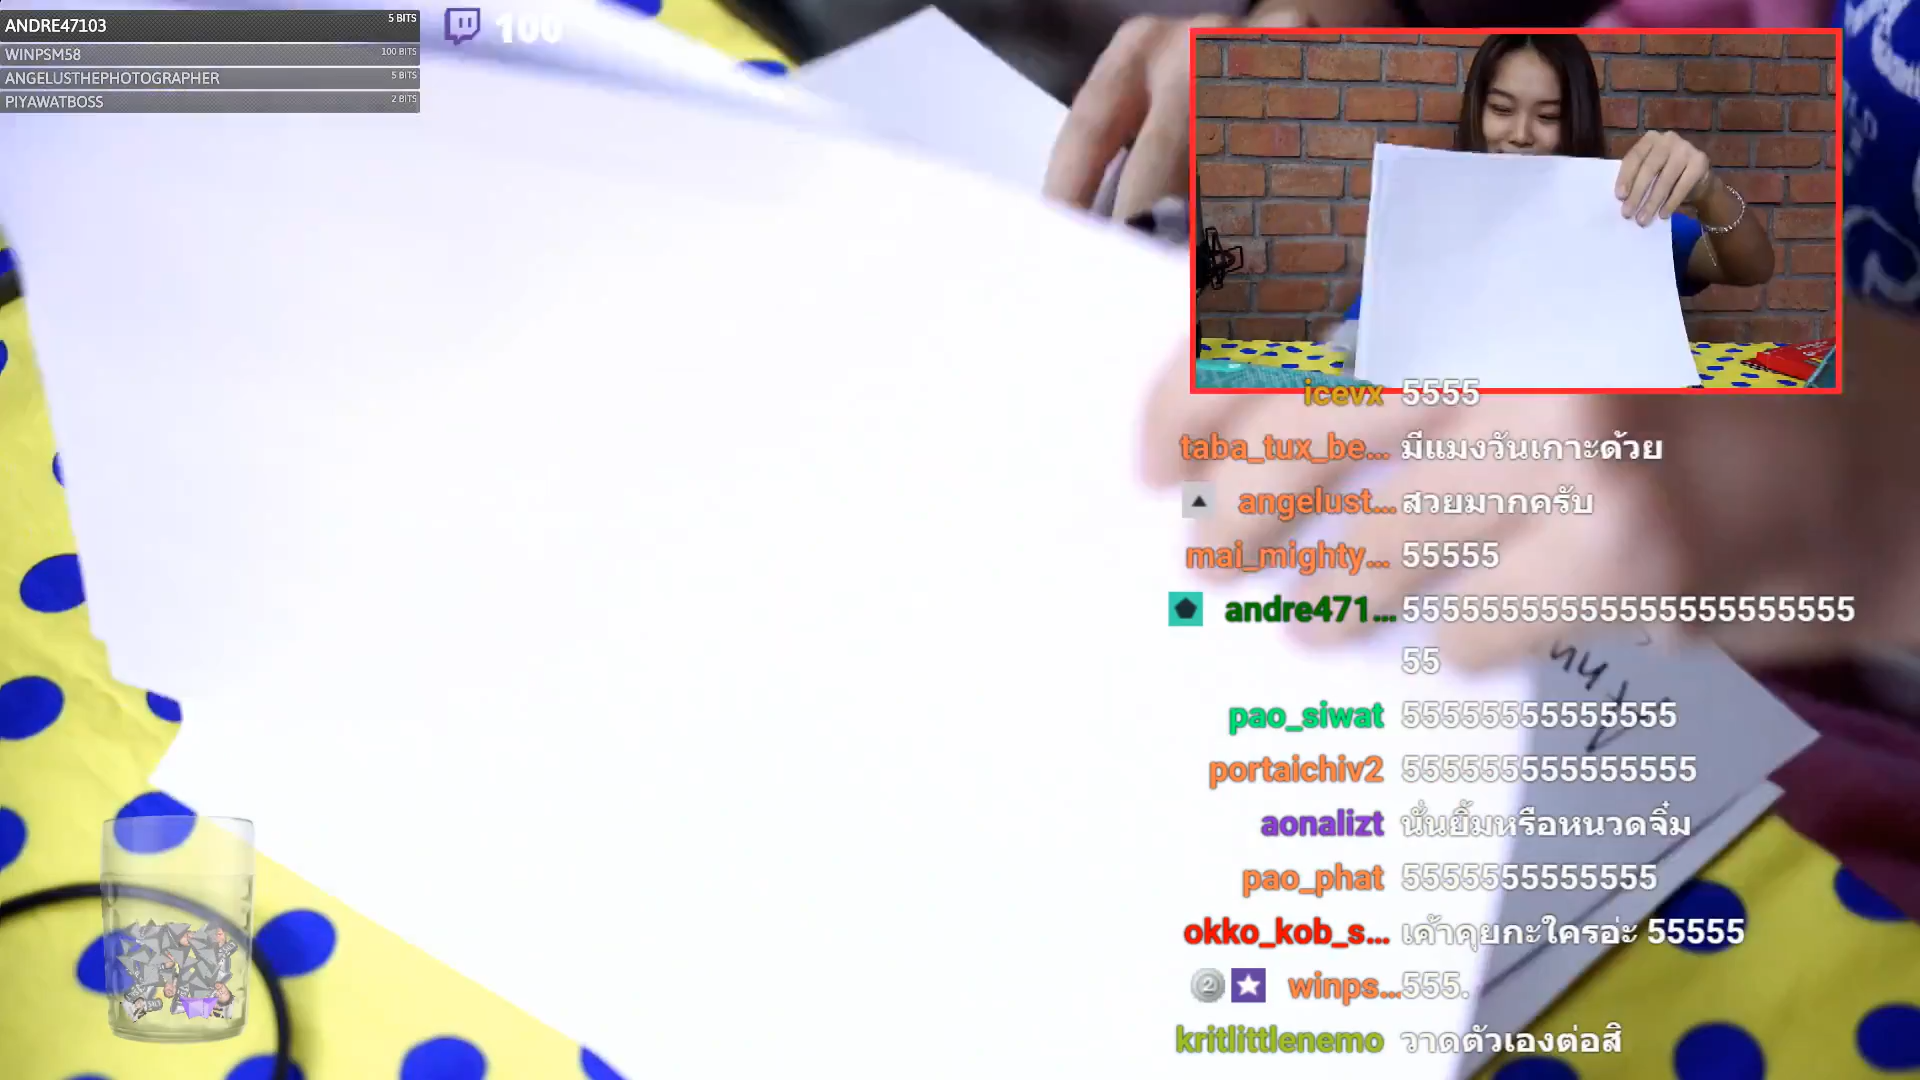 ANDRE47103 5 BITS
WINPSM58 100 BITS
ANGELUSTHEPHOTOGRAPHER 5 BITS
PIYAWATBOSS 2 BITS
100
icevx 5555
taba_tux_be... มีแมงวันเกาะด้วย
angelust... สวยมากครับ
mai_mighty... 55555
andre471... 55555555555555555555555
55
pao_siwat 55555555555555
portaichiv2 555555555555555
aonalizt นั่นยิ้มหรือหนวดจิ๋ม
pao_phat 5555555555555
okko_kob_s... เค้าคุยกะใครอ่ะ 55555
2 winps... 555.
kritlittlenemo วาดตัวเองต่อสิ